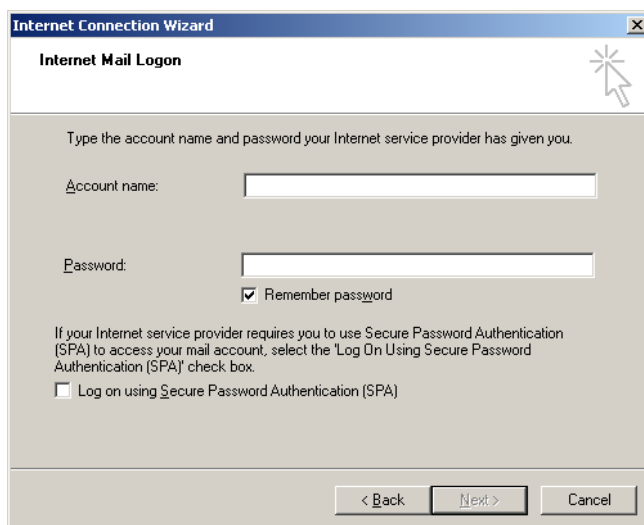 Internet Connection Wizard
Internet Mail Logon
Type the account name and password your Internet service provider has given you.
Account name:
Password:
Remember password
If your Internet service provider requires you to use Secure Password Authentication
(SPA) to access your mail account, select the 'Log On Using Secure Password
Authentication (SPA)' check box.
Log on using Secure Password Authentication (SPA)
< Back Next > Cancel